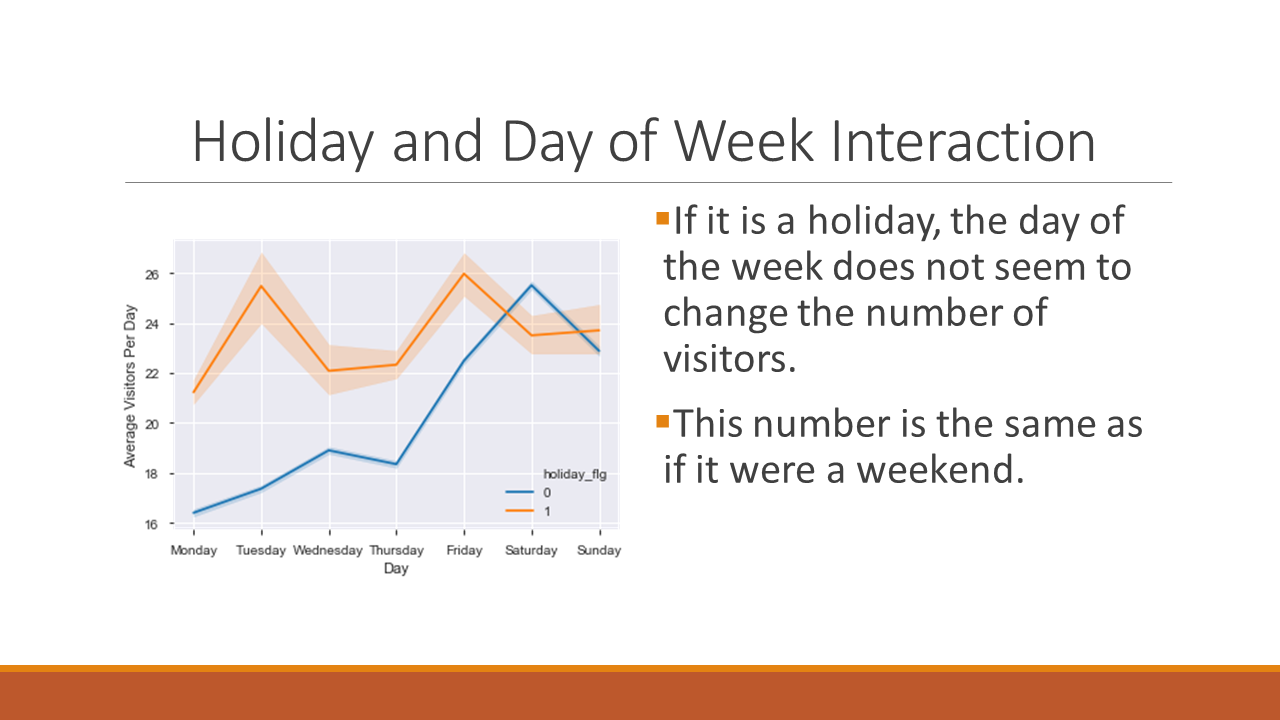 Holiday and Day of Week Interaction
▪If it is a holiday, the day of
the week does not seem to
change the number of
visitors.
▪This number is the same as
if it were a weekend.
Average Visitors Per Day
26
24
22
20
18
16
holiday_flg
0
1
Monday Tuesday Wednesday Thursday Friday Saturday Sunday
Day